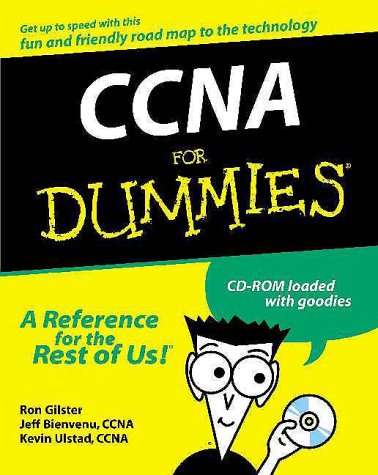 Get up to speed with this
fun and friendly road map to the technology
CCNA
FOR
DUMMIES®
CD-ROM loaded
with goodies
A Reference
for the
Rest of Us!™
Ron Gilster
Jeff Bienvenu, CCNA
Kevin Ulstad, CCNA